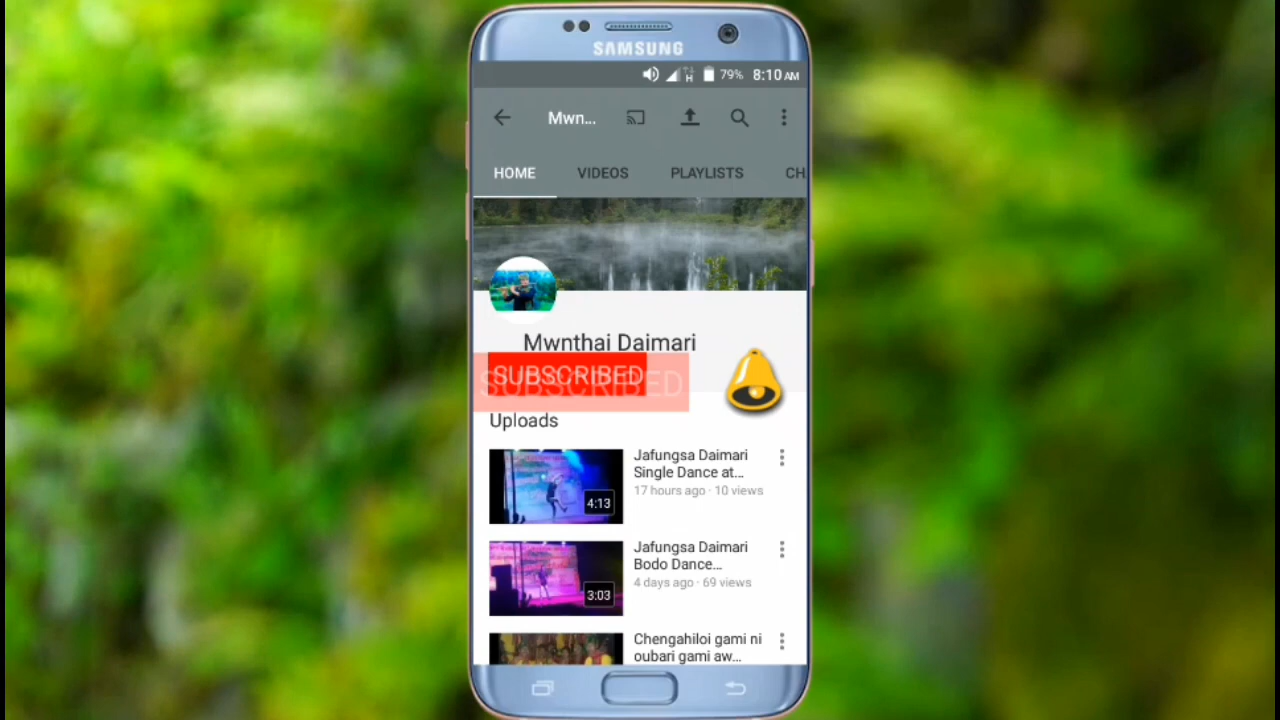 SAMSUNG
79% 8:10 AM
Mwn...
HOME VIDEOS PLAYLISTS CH
Mwnthai Daimari
SUBSCRIBED
SUBSCRIBED
Uploads
Jafungsa Daimari
Single Dance at...
17 hours ago · 10 views
4:13
Jafungsa Daimari
Bodo Dance...
4 days ago · 69 views
3:03
Chengahiloi gami ni
oubari gami aw...